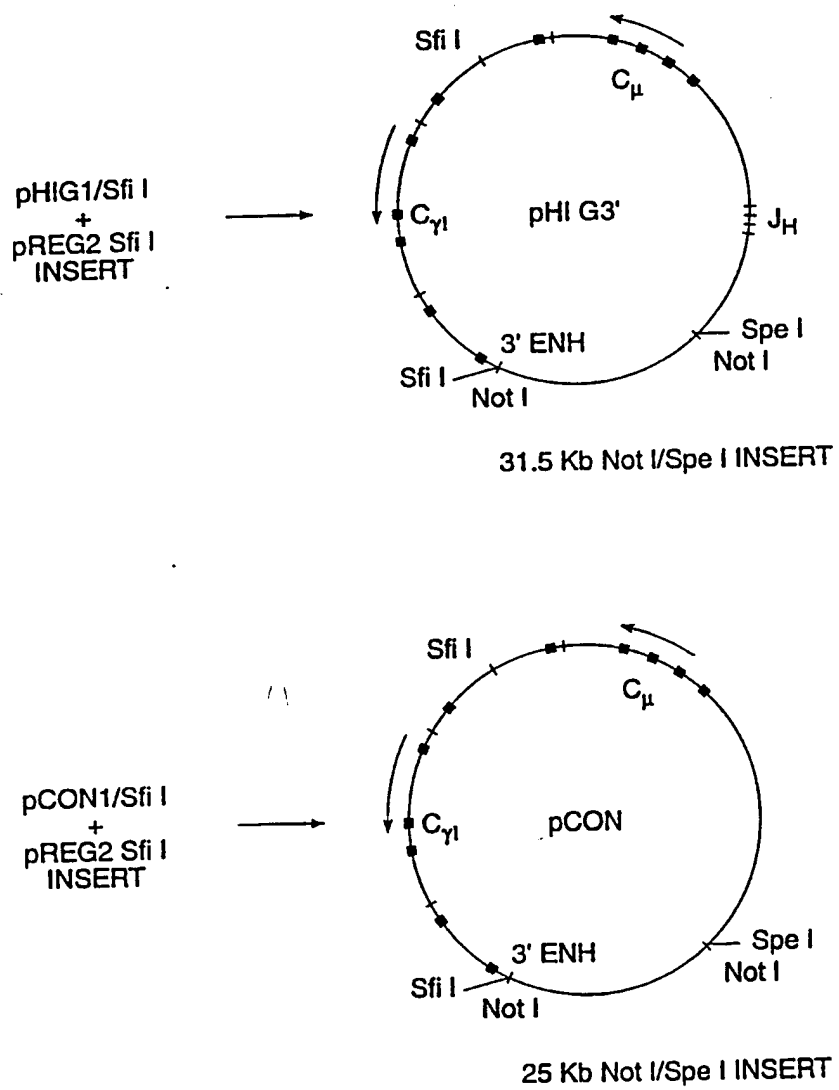 Sfi I
Cμ
pHIG1/Sfi I
+
pREG2 Sfi I
INSERT
CγI
pHI G3'
JH
3' ENH
Spe I
Sfi I
Not I
Not I
31.5 Kb Not I/Spe I INSERT
Sfi I
Cμ
pCON1/Sfi I
+
pREG2 Sfi I
INSERT
CγI
pCON
3' ENH
Spe I
Sfi I
Not I
Not I
25 Kb Not I/Spe I INSERT